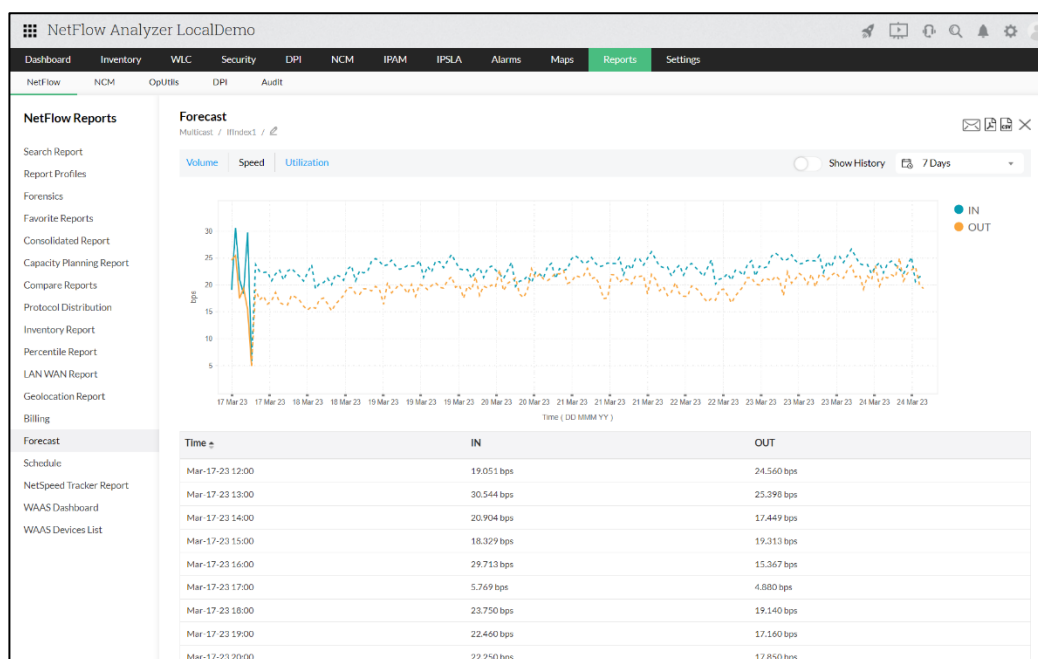 NetFlow Analyzer LocalDemo
Dashboard Inventory WLC Security DPI NCM IPAM IPSLA Alarms Maps Reports Settings
NetFlow NCM OpUtils DPI Audit
NetFlow Reports
Search Report
Report Profiles
Forensics
Favorite Reports
Consolidated Report
Capacity Planning Report
Compare Reports
Protocol Distribution
Inventory Report
Percentile Report
LAN WAN Report
Geolocation Report
Billing
Forecast
Schedule
NetSpeed Tracker Report
WAAS Dashboard
WAAS Devices List
Forecast
Multicast / IfIndex1 /
Volume Speed Utilization Show History 7 Days
IN
OUT
30
25
20
15
10
5
bps
17 Mar 23 17 Mar 23 18 Mar 23 18 Mar 23 19 Mar 23 19 Mar 23 19 Mar 23 20 Mar 23 20 Mar 23 21 Mar 23 21 Mar 23 21 Mar 23 22 Mar 23 22 Mar 23 23 Mar 23 23 Mar 23 23 Mar 23 24 Mar 23 24 Mar 23
Time ( DD MMM YY )
Time IN OUT
Mar-17-23 12:00 19.051 bps 24.560 bps
Mar-17-23 13:00 30.544 bps 25.398 bps
Mar-17-23 14:00 20.904 bps 17.449 bps
Mar-17-23 15:00 18.329 bps 19.313 bps
Mar-17-23 16:00 29.713 bps 15.367 bps
Mar-17-23 17:00 5.769 bps 4.880 bps
Mar-17-23 18:00 23.750 bps 19.140 bps
Mar-17-23 19:00 22.460 bps 17.160 bps
Mar-17-23 20:00 22.250 bps 17.850 bps